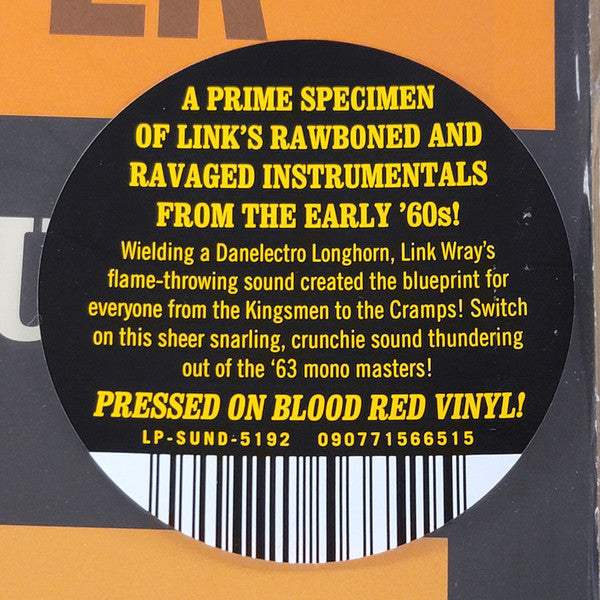 ER
U
A PRIME SPECIMEN
OF LINK'S RAWBONED AND
RAVAGED INSTRUMENTALS
FROM THE EARLY '60s!
Wielding a Danelectro Longhorn, Link Wray's
flame-throwing sound created the blueprint for
everyone from the Kingsmen to the Cramps! Switch
on this sheer snarling, crunchie sound thundering
out of the ‘63 mono masters!
PRESSED ON BLOOD RED VINYL!
LP-SUND-5192 090771566515